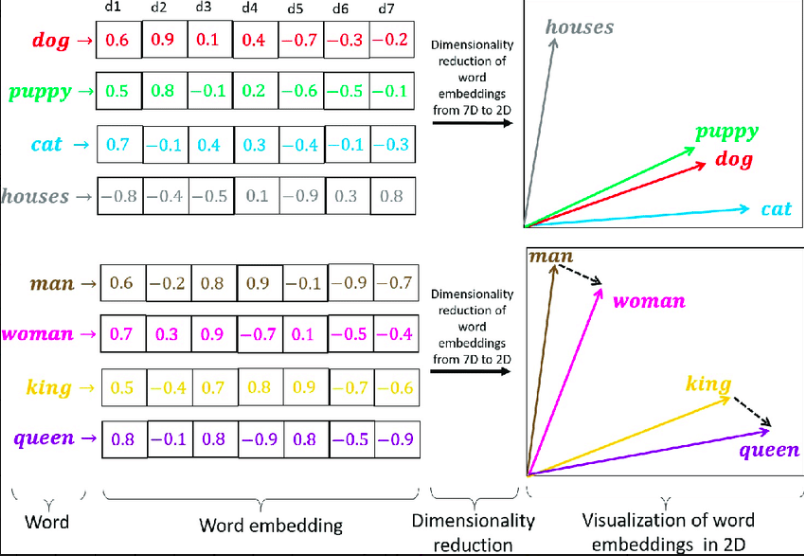 d1 d2 d3 d4 d5 d6 d7
dog → 0.6 0.9 0.1 0.4 −0.7 −0.3 −0.2
puppy → 0.5 0.8 −0.1 0.2 −0.6 −0.5 −0.1
cat → 0.7 −0.1 0.4 0.3 −0.4 −0.1 −0.3
houses → −0.8 −0.4 −0.5 0.1 −0.9 0.3 0.8
Dimensionality
reduction of
word
embeddings
from 7D to 2D
houses
puppy
dog
cat
man → 0.6 −0.2 0.8 0.9 −0.1 −0.9 −0.7
woman → 0.7 0.3 0.9 −0.7 0.1 −0.5 −0.4
king → 0.5 −0.4 0.7 0.8 0.9 −0.7 −0.6
queen → 0.8 −0.1 0.8 −0.9 0.8 −0.5 −0.9
Dimensionality
reduction of
word
embeddings
from 7D to 2D
man
woman
king
queen
Word
Word embedding
Dimensionality
reduction
Visualization of word
embeddings in 2D